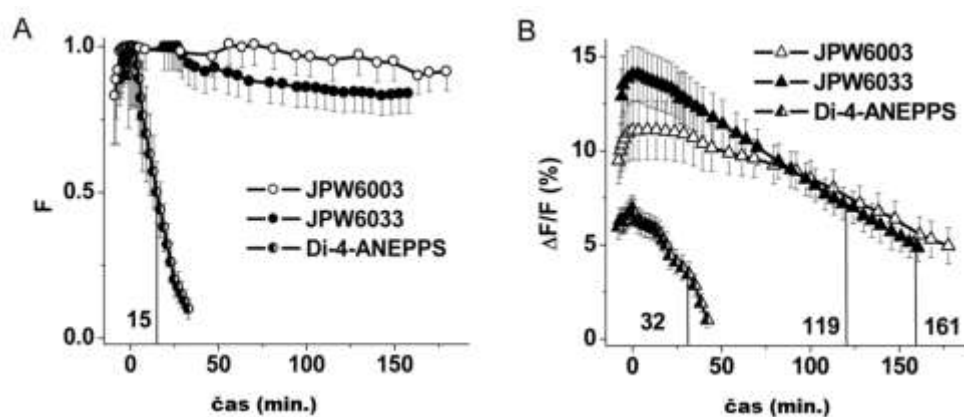 A
1.0
0.5
0.0
F
JPW6003
JPW6033
Di-4-ANEPPS
15
0 50 100 150
čas (min.)
B
15
10
5
0
ΔF/F (%)
JPW6003
JPW6033
Di-4-ANEPPS
32
119
161
0 50 100 150
čas (min.)